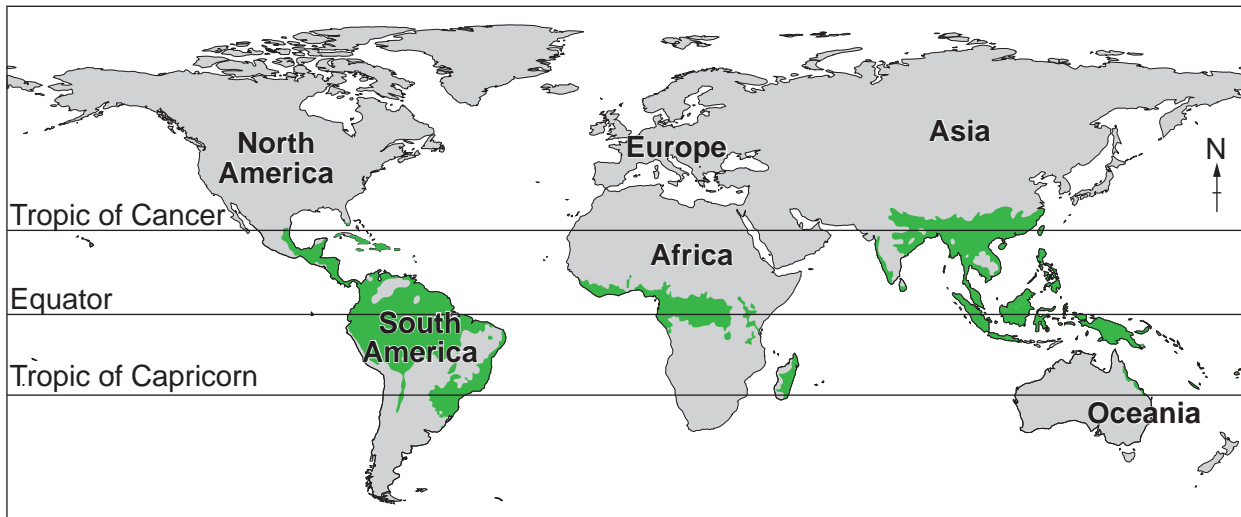 North
America
Europe
Asia
N
Tropic of Cancer
Africa
Equator
South
America
Tropic of Capricorn
Oceania